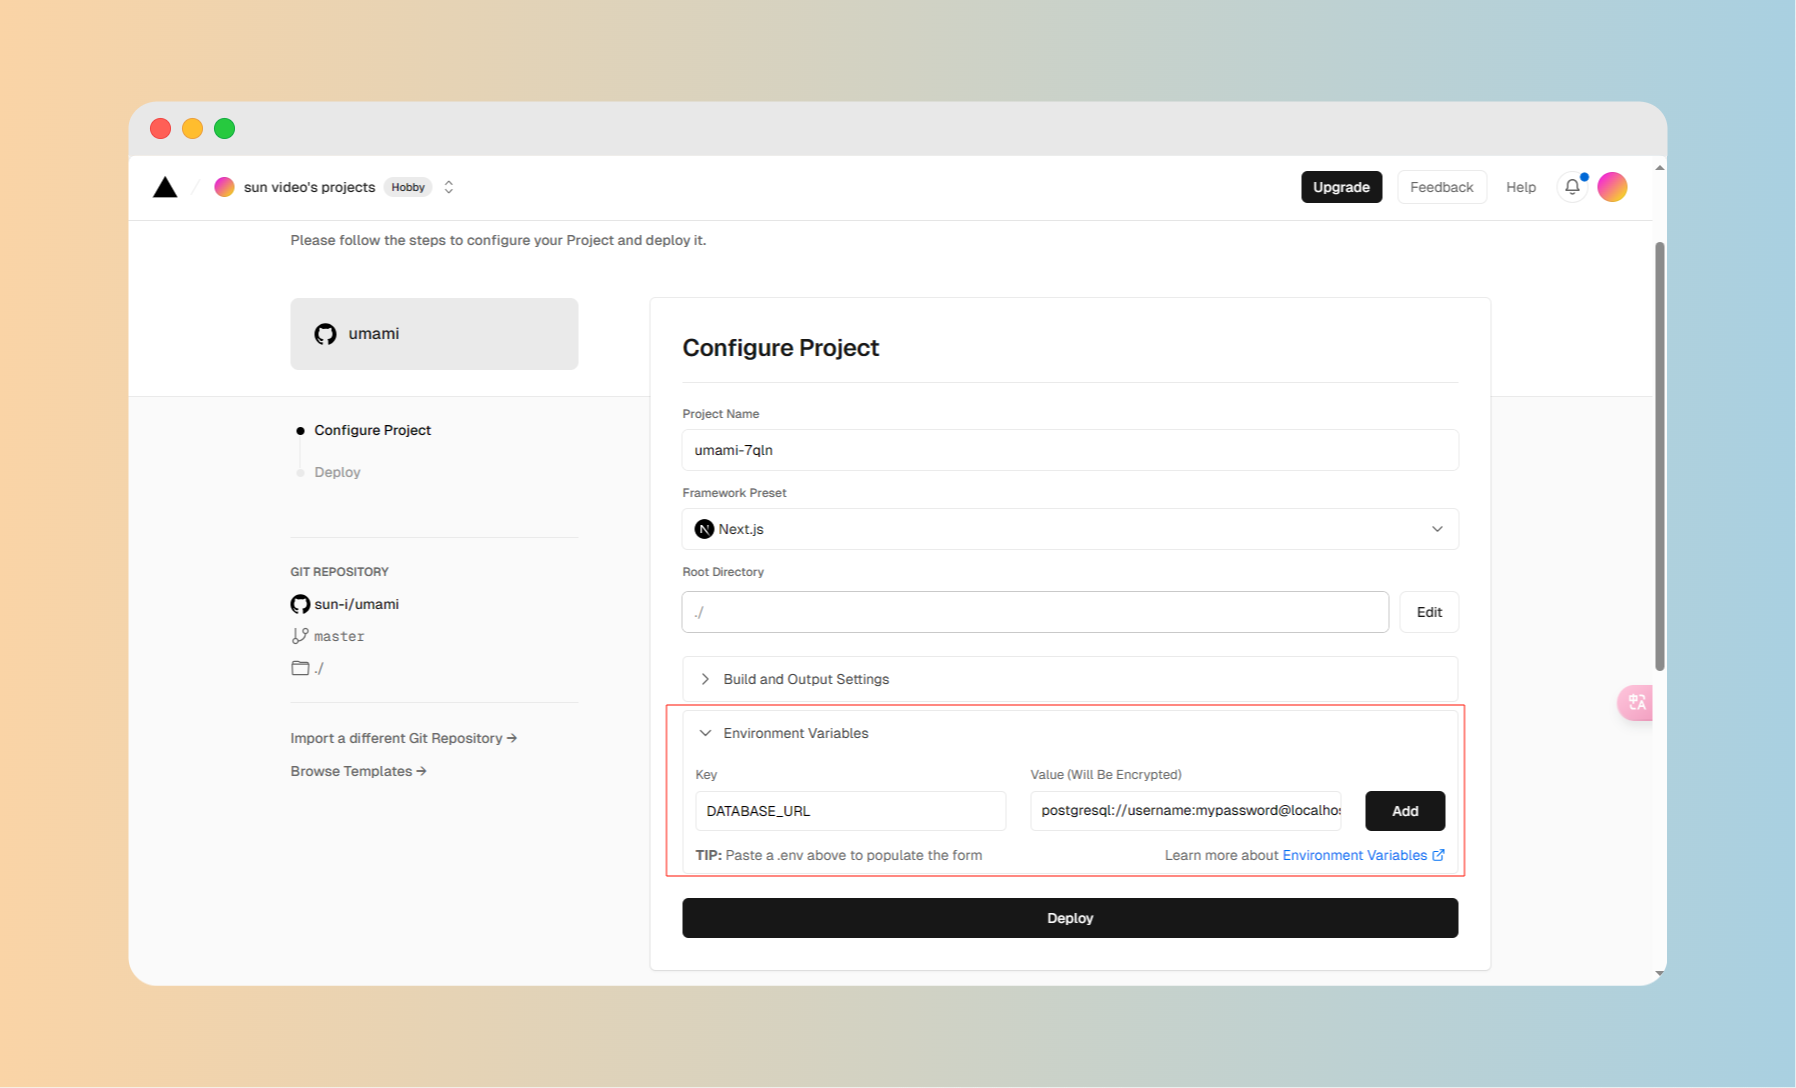 sun video's projects Hobby
Upgrade Feedback Help
Please follow the steps to configure your Project and deploy it.
umami
Configure Project
Deploy
GIT REPOSITORY
sun-i/umami
master
./
Import a different Git Repository →
Browse Templates →
Configure Project
Project Name
umami-7qln
Framework Preset
N Next.js
Root Directory
./ Edit
Build and Output Settings
Environment Variables
Key Value (Will Be Encrypted)
DATABASE_URL postgresql://username:mypassword@localhos Add
TIP: Paste a .env above to populate the form Learn more about Environment Variables
Deploy